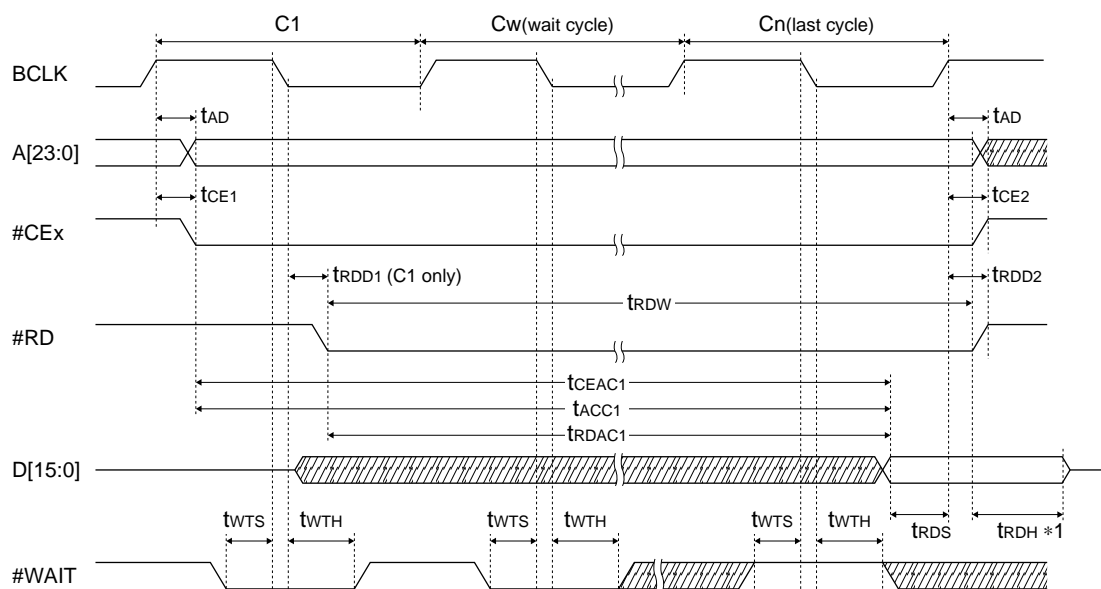 C1 Cw(wait cycle) Cn(last cycle)
BCLK
tAD tAD
A[23:0]
tCE1 tCE2
#CEx
tRDD1 (C1 only) tRDD2
tRDW
#RD
tCEAC1
tACC1
tRDAC1
D[15:0]
tWTS tWTH tWTS tWTH tWTS tWTH tRDS tRDH *1
#WAIT